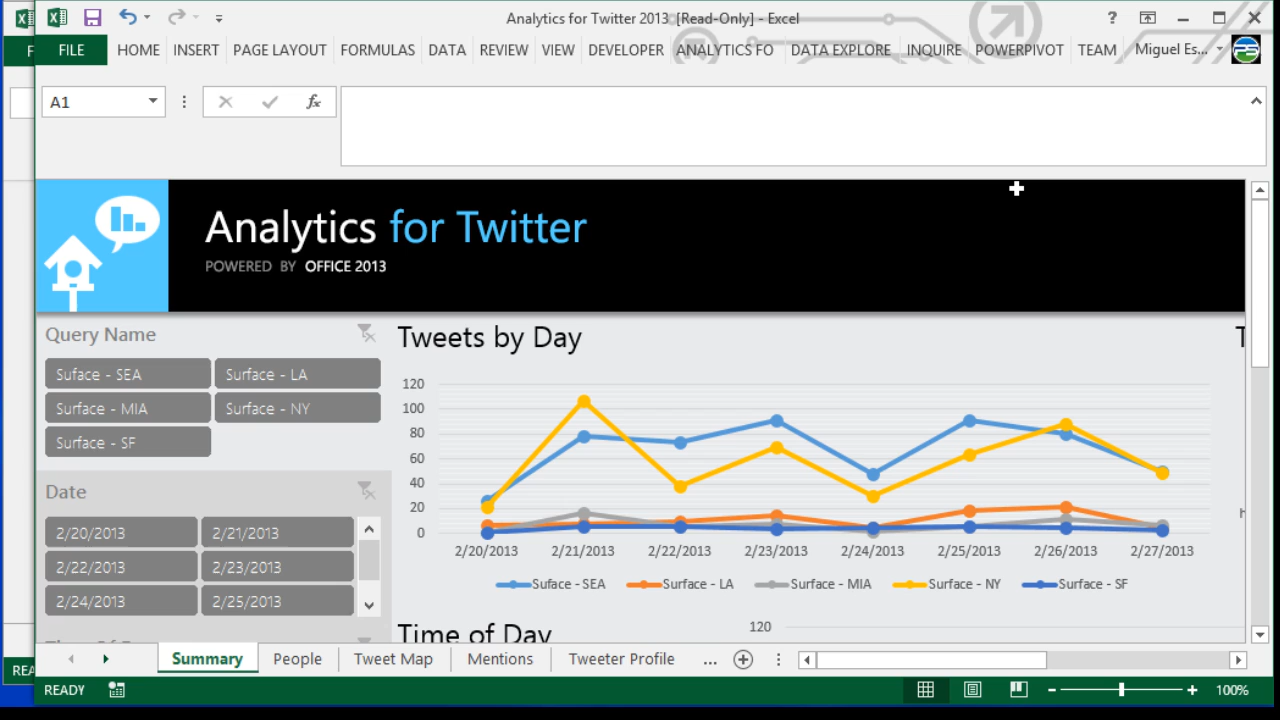 Analytics for Twitter 2013 [Read-Only] - Excel
FILE HOME INSERT PAGE LAYOUT FORMULAS DATA REVIEW VIEW DEVELOPER ANALYTICS FO DATA EXPLORE INQUIRE POWERPIVOT TEAM Miguel Es...
A1 fx
Analytics for Twitter
POWERED BY OFFICE 2013
Query Name
Suface - SEA Surface - LA
Surface - MIA Surface - NY
Surface - SF
Date
2/20/2013 2/21/2013
2/22/2013 2/23/2013
2/24/2013 2/25/2013
Tweets by Day
120
100
80
60
40
20
0
2/20/2013 2/21/2013 2/22/2013 2/23/2013 2/24/2013 2/25/2013 2/26/2013 2/27/2013
Suface - SEA Surface - LA Surface - MIA Surface - NY Surface - SF
Time of Day
120
Summary People Tweet Map Mentions Tweeter Profile ...
READY 100%